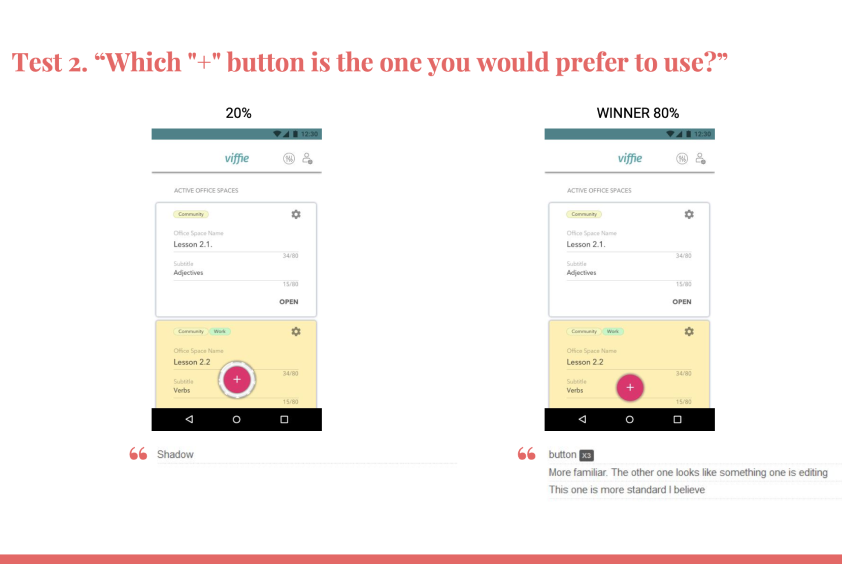 Test 2. “Which "+" button is the one you would prefer to use?”
20%
12:30
viffie
ACTIVE OFFICE SPACES
Community
Office Space Name
Lesson 2.1.
34/80
Subtitle
Adjectives
15/80
OPEN
Community Work
Office Space Name
Lesson 2.2
34/80
Subtitle
Verbs
+
15/80
Shadow
WINNER 80%
12:30
viffie
ACTIVE OFFICE SPACES
Community
Office Space Name
Lesson 2.1.
34/80
Subtitle
Adjectives
15/80
OPEN
Community Work
Office Space Name
Lesson 2.2
34/80
Subtitle
Verbs
+
15/80
button X3
More familiar. The other one looks like something one is editing
This one is more standard I believe